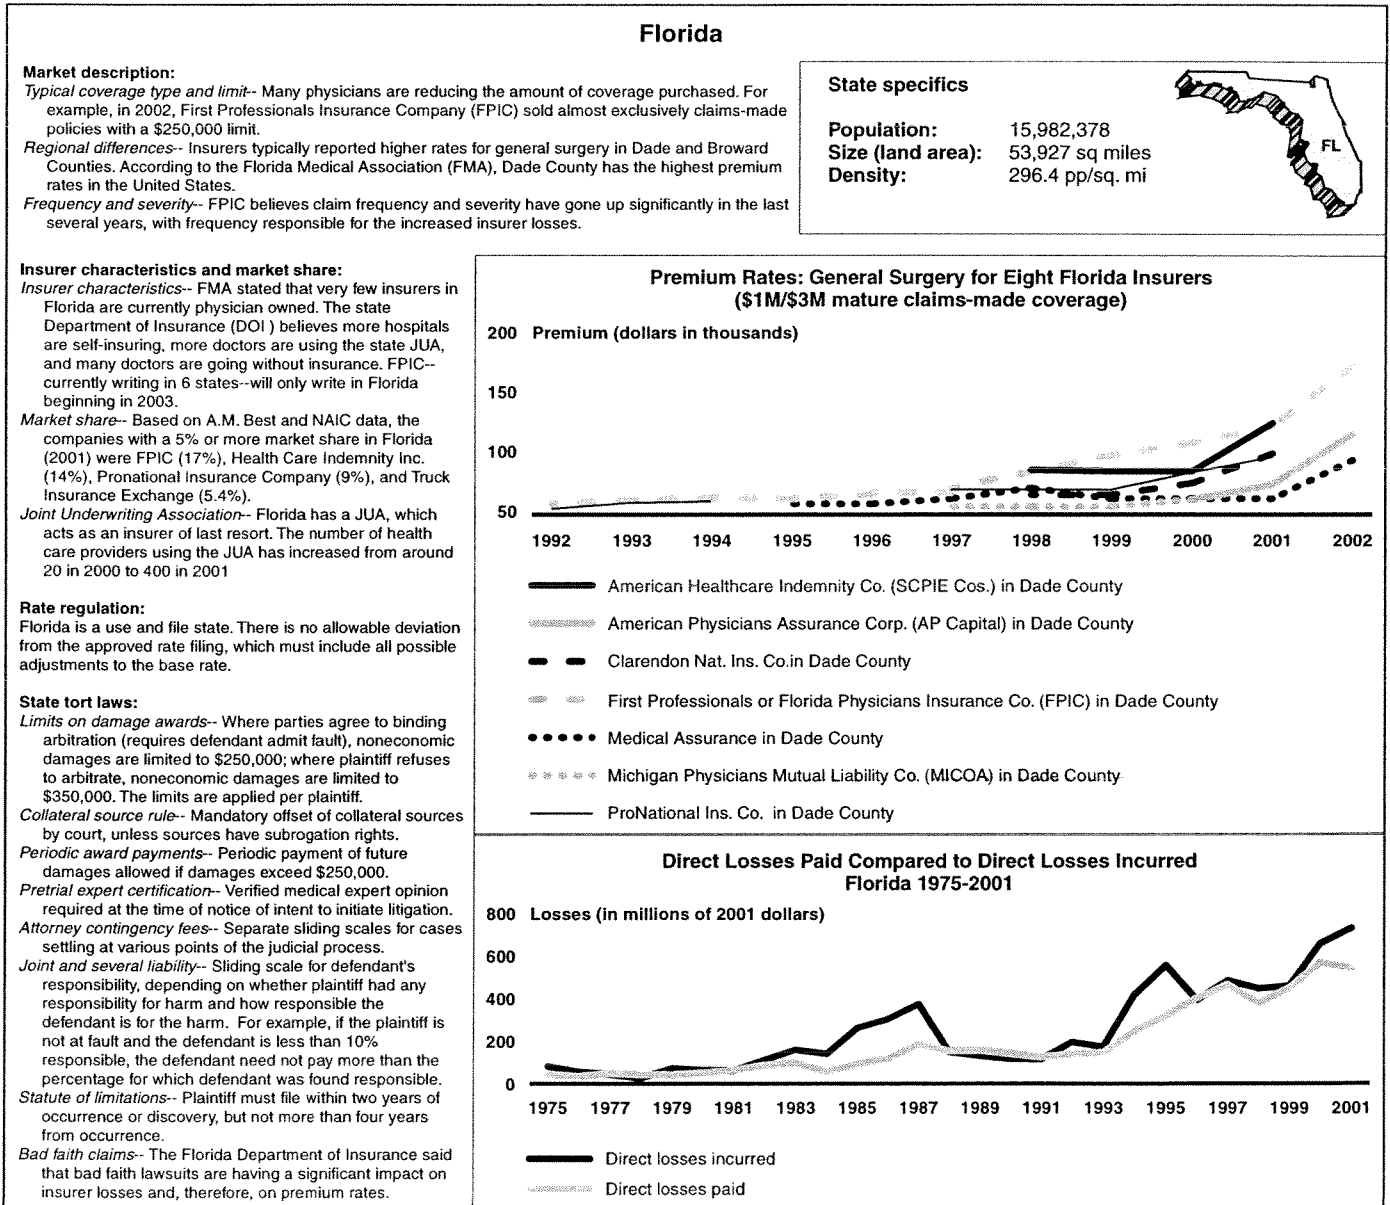 Florida
Market description:
Typical coverage type and limit-- Many physicians are reducing the amount of coverage purchased. For
example, in 2002, First Professionals Insurance Company (FPIC) sold almost exclusively claims-made
policies with a $250,000 limit.
Regional differences-- Insurers typically reported higher rates for general surgery in Dade and Broward
Counties. According to the Florida Medical Association (FMA), Dade County has the highest premium
rates in the United States.
Frequency and severity-- FPIC believes claim frequency and severity have gone up significantly in the last
several years, with frequency responsible for the increased insurer losses.
State specifics
Population: 15,982,378
Size (land area): 53,927 sq miles
Density: 296.4 pp/sq. mi
FL
Insurer characteristics and market share:
Insurer characteristics-- FMA stated that very few insurers in
Florida are currently physician owned. The state
Department of Insurance (DOI ) believes more hospitals
are self-insuring, more doctors are using the state JUA,
and many doctors are going without insurance. FPIC--
currently writing in 6 states--will only write in Florida
beginning in 2003.
Market share-- Based on A.M. Best and NAIC data, the
companies with a 5% or more market share in Florida
(2001) were FPIC (17%), Health Care Indemnity Inc.
(14%), Pronational Insurance Company (9%), and Truck
Insurance Exchange (5.4%).
Joint Underwriting Association-- Florida has a JUA, which
acts as an insurer of last resort. The number of health
care providers using the JUA has increased from around
20 in 2000 to 400 in 2001
Rate regulation:
Florida is a use and file state. There is no allowable deviation
from the approved rate filing, which must include all possible
adjustments to the base rate.
State tort laws:
Limits on damage awards-- Where parties agree to binding
arbitration (requires defendant admit fault), noneconomic
damages are limited to $250,000; where plaintiff refuses
to arbitrate, noneconomic damages are limited to
$350,000. The limits are applied per plaintiff.
Collateral source rule-- Mandatory offset of collateral sources
by court, unless sources have subrogation rights.
Periodic award payments-- Periodic payment of future
damages allowed if damages exceed $250,000.
Pretrial expert certification-- Verified medical expert opinion
required at the time of notice of intent to initiate litigation.
Attorney contingency fees-- Separate sliding scales for cases
settling at various points of the judicial process.
Joint and several liability-- Sliding scale for defendant's
responsibility, depending on whether plaintiff had any
responsibility for harm and how responsible the
defendant is for the harm. For example, if the plaintiff is
not at fault and the defendant is less than 10%
responsible, the defendant need not pay more than the
percentage for which defendant was found responsible.
Statute of limitations-- Plaintiff must file within two years of
occurrence or discovery, but not more than four years
from occurrence.
Bad faith claims-- The Florida Department of Insurance said
that bad faith lawsuits are having a significant impact on
insurer losses and, therefore, on premium rates.
Premium Rates: General Surgery for Eight Florida Insurers
($1M/$3M mature claims-made coverage)
200 Premium (dollars in thousands)
150
100
50
1992 1993 1994 1995 1996 1997 1998 1999 2000 2001 2002
American Healthcare Indemnity Co. (SCPIE Cos.) in Dade County
American Physicians Assurance Corp. (AP Capital) in Dade County
Clarendon Nat. Ins. Co.in Dade County
First Professionals or Florida Physicians Insurance Co. (FPIC) in Dade County
Medical Assurance in Dade County
Michigan Physicians Mutual Liability Co. (MICOA) in Dade County
ProNational Ins. Co. in Dade County
Direct Losses Paid Compared to Direct Losses Incurred
Florida 1975-2001
800 Losses (in millions of 2001 dollars)
600
400
200
0
1975 1977 1979 1981 1983 1985 1987 1989 1991 1993 1995 1997 1999 2001
Direct losses incurred
Direct losses paid